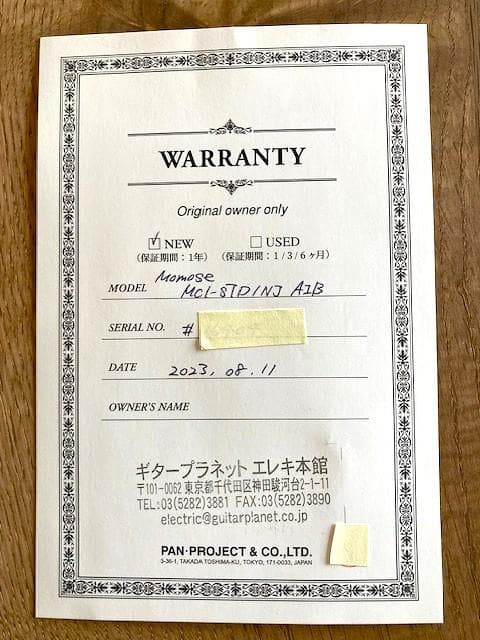 WARRANTY
Original owner only
NEW USED
(保証期間：1年) (保証期間：1/3/6ヶ月)
MODEL Momose
MC1-STD1NJ AIB
SERIAL NO. #
DATE 2023, 08. 11
OWNER'S NAME
ギタープラネット エレキ本館
〒101-0062 東京都千代田区神田駿河台2-1-11
TEL:03(5282)3881 FAX:03(5282)3890
electric@guitarplanet.co.jp
PAN·PROJECT & CO.,LTD.
3-36-1, TAKADA TOSHIMA-KU, TOKYO, 171-0033, JAPAN